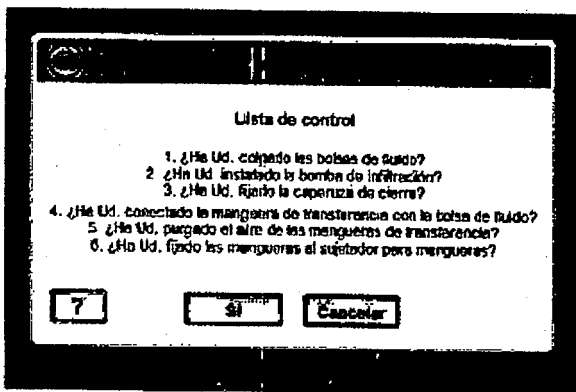 Lista de control
1. ¿Ha Ud. colgado las bolsas de fluido?
2 ¿Ha Ud. instalado la bomba de infiltración?
3. ¿Ha Ud. fijado la caperuza de cierre?
4. ¿Ha Ud. conectado la manguera de transferencia con la bolsa de fluido?
5 ¿Ha Ud. purgado el aire de las mangueras de transferencia?
6. ¿Ha Ud. fijado las mangueras al sujetador para mangueras?
? Sí Cancelar